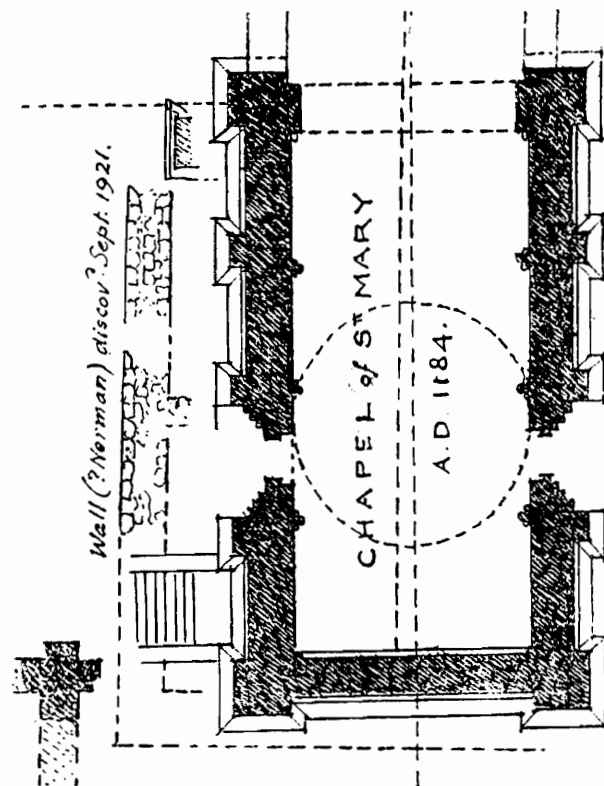 Wall (? Norman) discovᵈ Sept. 1921.
CHAPEL of Sᵗ MARY
A.D. 1184.